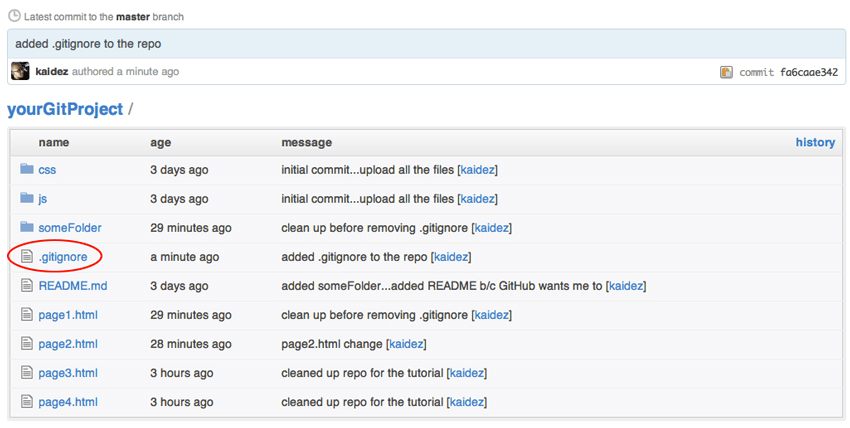 Latest commit to the master branch
added .gitignore to the repo
kaidez authored a minute ago commit fa6caae342
yourGitProject /
name age message history
css 3 days ago initial commit...upload all the files [kaidez]
js 3 days ago initial commit...upload all the files [kaidez]
someFolder 29 minutes ago clean up before removing .gitignore [kaidez]
.gitignore a minute ago added .gitignore to the repo [kaidez]
README.md 3 days ago added someFolder...added README b/c GitHub wants me to [kaidez]
page1.html 29 minutes ago clean up before removing .gitignore [kaidez]
page2.html 28 minutes ago page2.html change [kaidez]
page3.html 3 hours ago cleaned up repo for the tutorial [kaidez]
page4.html 3 hours ago cleaned up repo for the tutorial [kaidez]